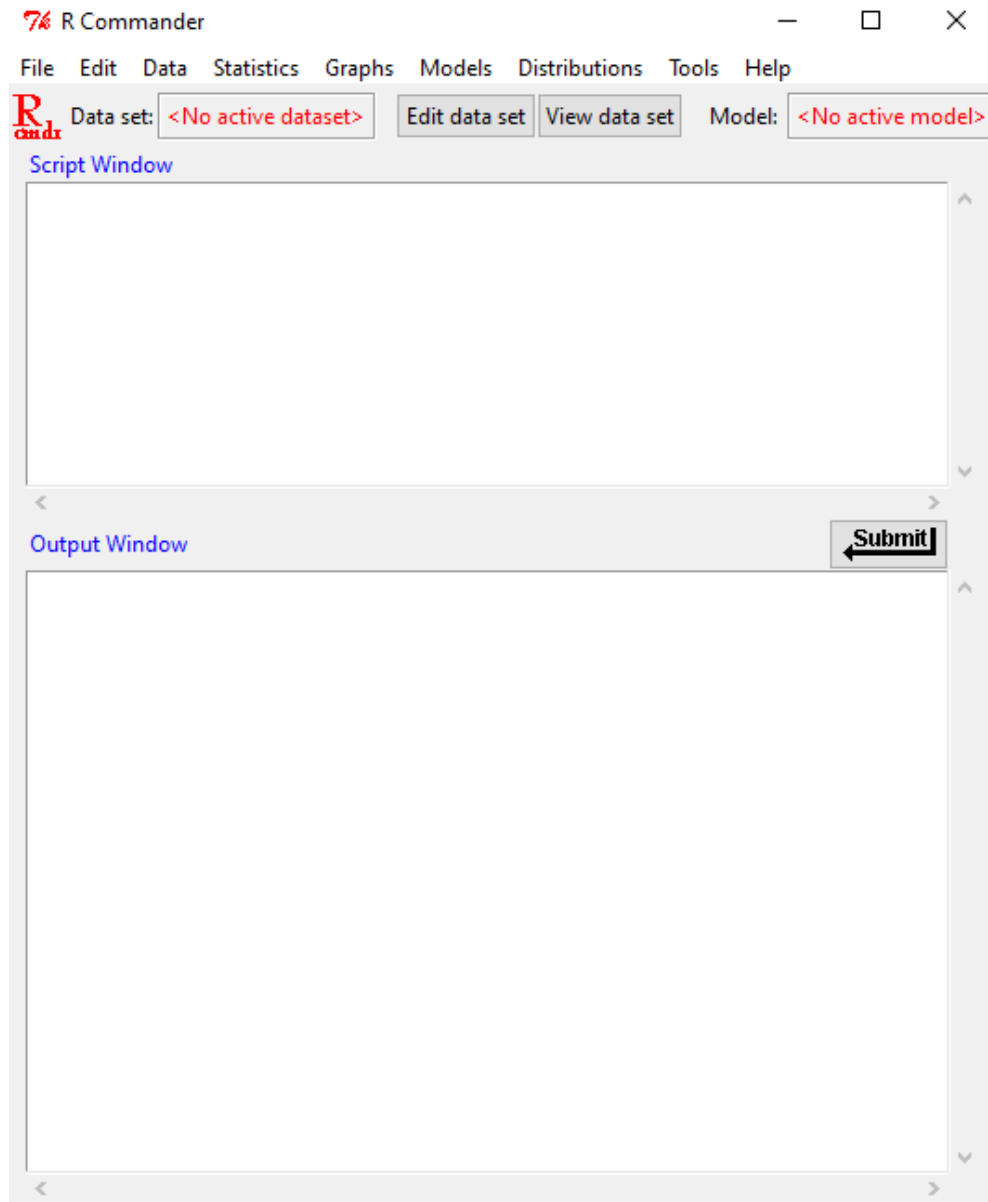 R Commander
File Edit Data Statistics Graphs Models Distributions Tools Help
R cmdr Data set: <No active dataset> Edit data set View data set Model: <No active model>
Script Window
Output Window
Submit